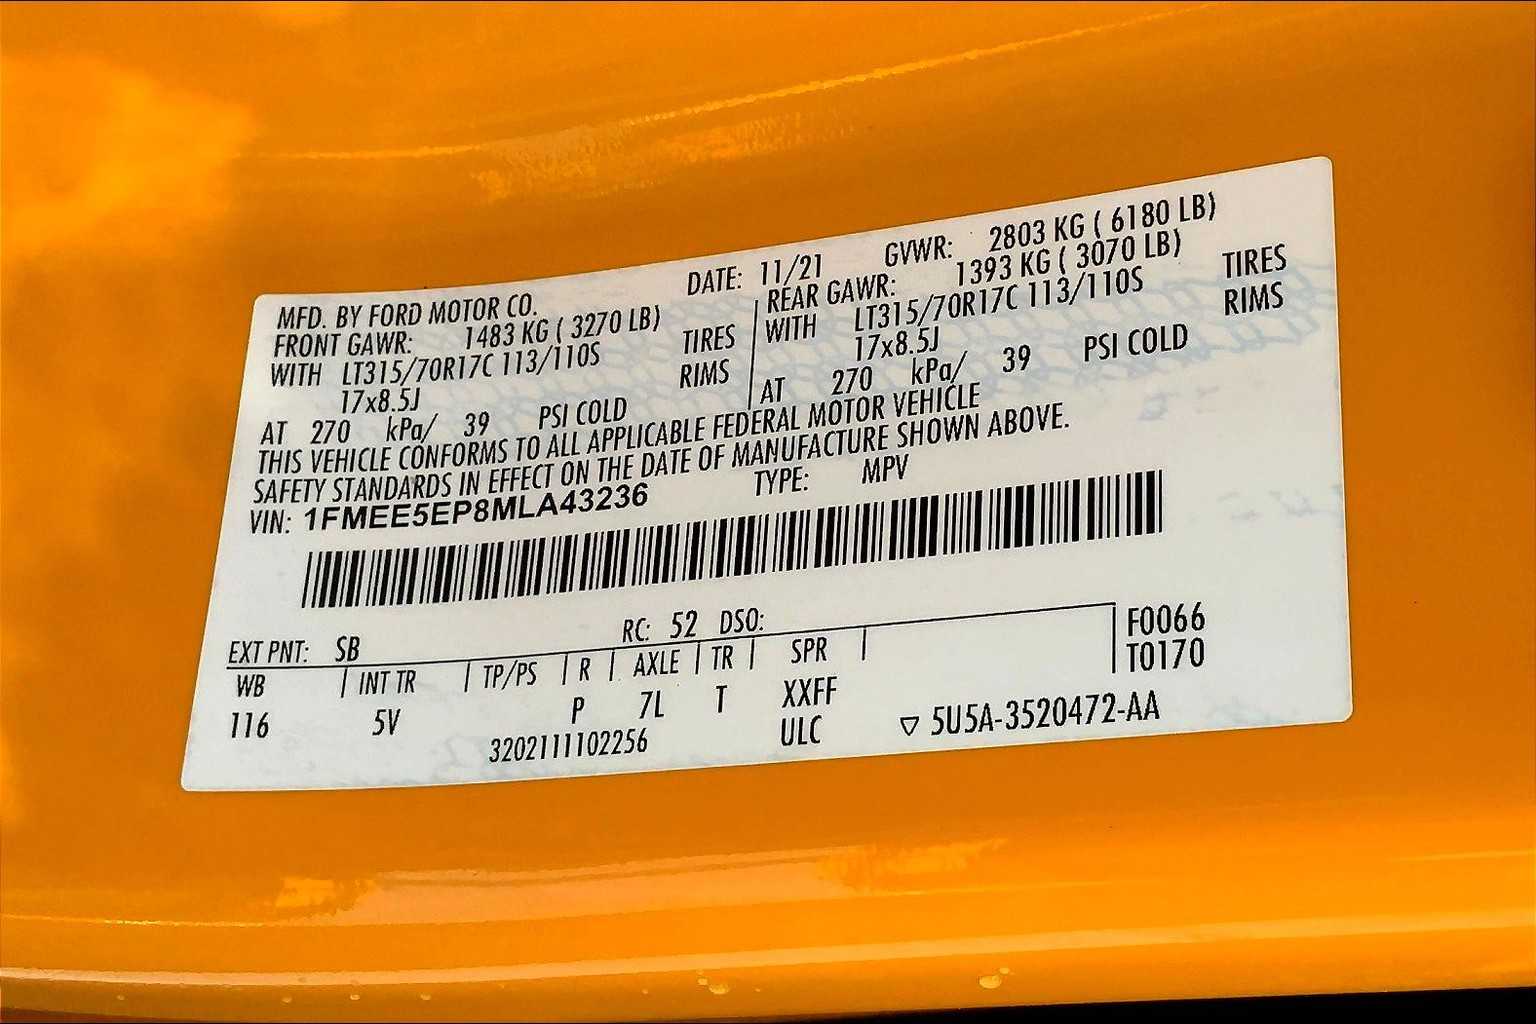 MFD. BY FORD MOTOR CO. DATE: 11/21 GVWR: 2803 KG ( 6180 LB)
FRONT GAWR: 1483 KG ( 3270 LB) REAR GAWR: 1393 KG ( 3070 LB)
WITH LT315/70R17C 113/110S TIRES WITH LT315/70R17C 113/110S TIRES
17x8.5J RIMS 17x8.5J RIMS
AT 270 kPa/ 39 PSI COLD AT 270 kPa/ 39 PSI COLD
THIS VEHICLE CONFORMS TO ALL APPLICABLE FEDERAL MOTOR VEHICLE
SAFETY STANDARDS IN EFFECT ON THE DATE OF MANUFACTURE SHOWN ABOVE.
VIN: 1FMEE5EP8MLA43236 TYPE: MPV
EXT PNT: SB RC: 52 DSO: F0066
WB INT TR TP/PS R AXLE TR SPR T0170
116 5V P 7L T XXFF
3202111102256 ULC ▽ 5U5A-3520472-AA